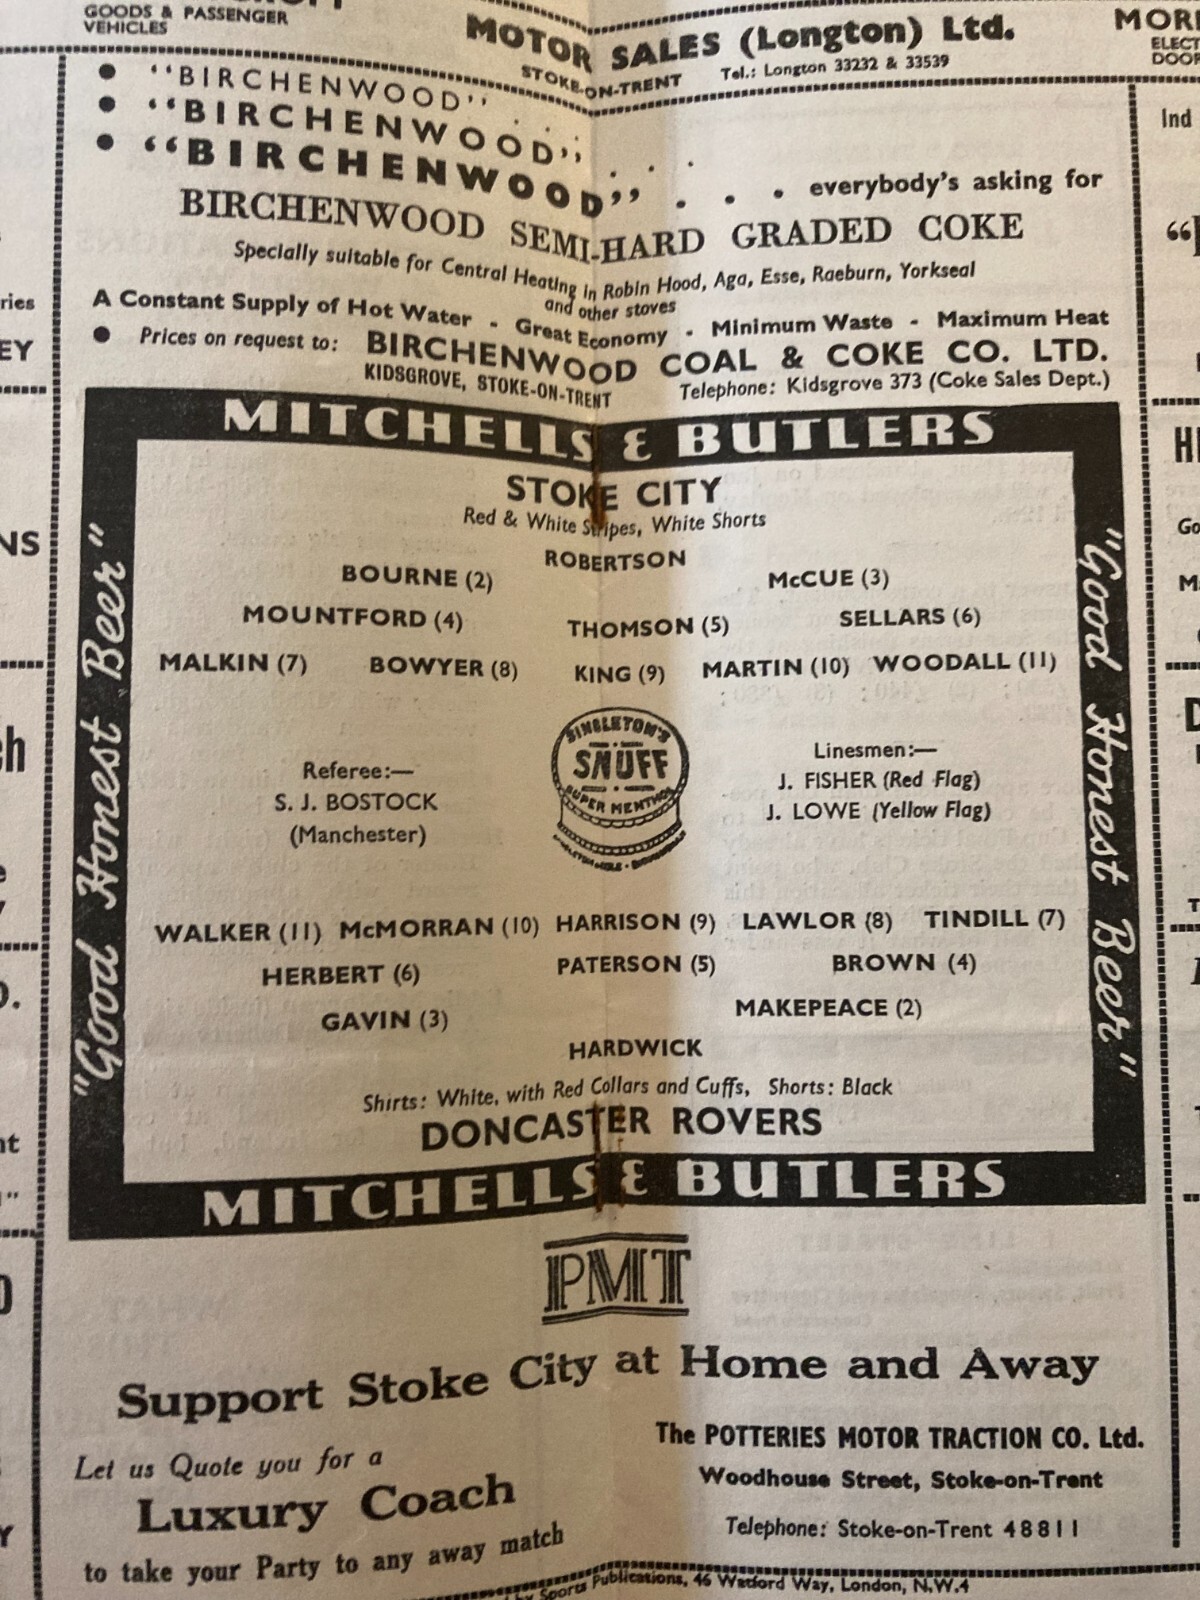 GOODS & PASSENGER
VEHICLES
MOTOR SALES (Longton) Ltd.
STOKE-ON-TRENT Tel.: Longton 33232 & 33539
ELECT
DOOR
• "BIRCHENWOOD" . .
• "BIRCHENWOOD" . . . .
• "BIRCHENWOOD" . . . everybody's asking for
BIRCHENWOOD SEMI-HARD GRADED COKE
Specially suitable for Central Heating in Robin Hood, Aga, Esse, Raeburn, Yorkseal
and other stoves
A Constant Supply of Hot Water - Great Economy - Minimum Waste - Maximum Heat
• Prices on request to: BIRCHENWOOD COAL & COKE CO. LTD.
KIDSGROVE, STOKE-ON-TRENT Telephone: Kidsgrove 373 (Coke Sales Dept.)
MITCHELLS & BUTLERS
"Good Honest Beer"
STOKE CITY
Red & White Stripes, White Shorts
ROBERTSON
BOURNE (2) McCUE (3)
MOUNTFORD (4) THOMSON (5) SELLARS (6)
MALKIN (7) BOWYER (8) KING (9) MARTIN (10) WOODALL (11)
Referee:—
S. J. BOSTOCK
(Manchester)
SINGLETON'S
SNUFF
SUPER MENTHOL
Linesmen:—
J. FISHER (Red Flag)
J. LOWE (Yellow Flag)
WALKER (11) McMORRAN (10) HARRISON (9) LAWLOR (8) TINDILL (7)
HERBERT (6) PATERSON (5) BROWN (4)
GAVIN (3) MAKEPEACE (2)
HARDWICK
Shirts: White, with Red Collars and Cuffs, Shorts: Black
DONCASTER ROVERS
"Good Honest Beer"
MITCHELLS & BUTLERS
PMT
Support Stoke City at Home and Away
Let us Quote you for a
Luxury Coach
to take your Party to any away match
The POTTERIES MOTOR TRACTION CO. Ltd.
Woodhouse Street, Stoke-on-Trent
Telephone: Stoke-on-Trent 48811
by Sports Publications, 46 Watford Way, London, N.W.4